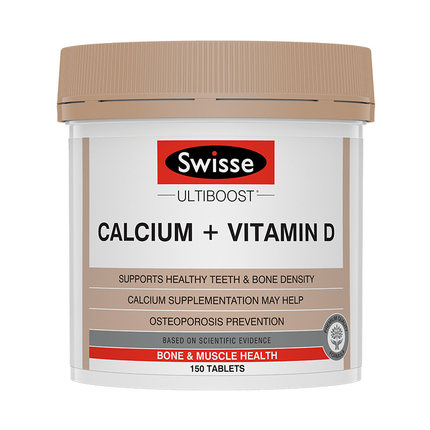 Swisse
ULTIBOOST
CALCIUM + VITAMIN D
SUPPORTS HEALTHY TEETH & BONE DENSITY
CALCIUM SUPPLEMENTATION MAY HELP
OSTEOPOROSIS PREVENTION
BASED ON SCIENTIFIC EVIDENCE
BONE & MUSCLE HEALTH
150 TABLETS